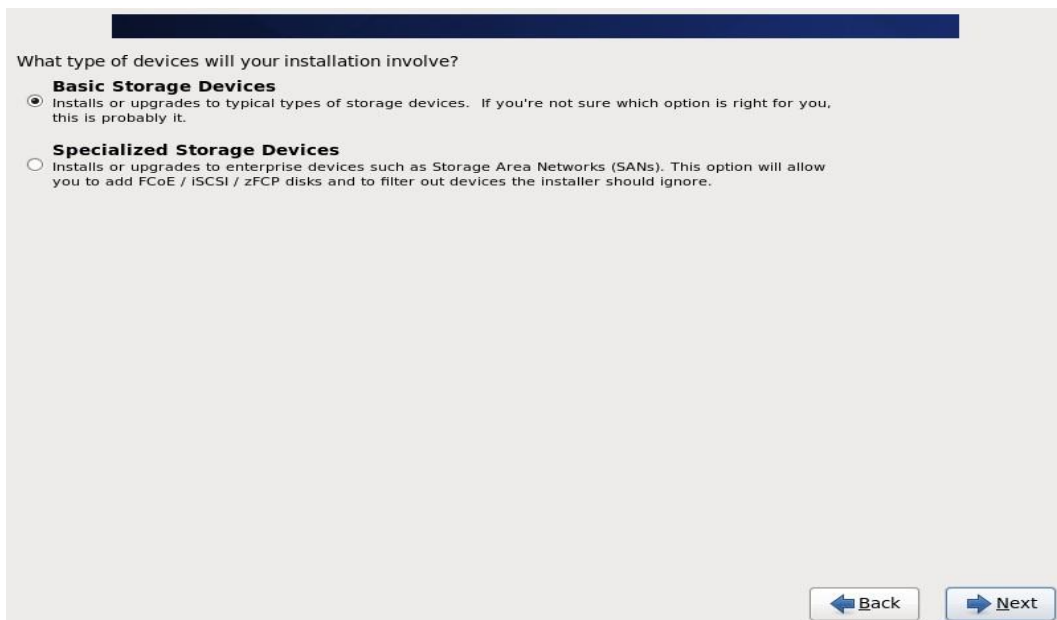 What type of devices will your installation involve?
Basic Storage Devices
Installs or upgrades to typical types of storage devices. If you're not sure which option is right for you,
this is probably it.
Specialized Storage Devices
Installs or upgrades to enterprise devices such as Storage Area Networks (SANs). This option will allow
you to add FCoE / iSCSI / zFCP disks and to filter out devices the installer should ignore.
Back
Next